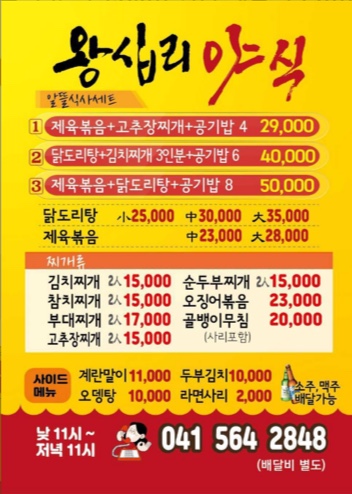 왕십리 야식
알뜰식사세트
1 제육볶음+고추장찌개+공기밥 4 29,000
2 닭도리탕+김치찌개 3인분+공기밥 6 40,000
3 제육볶음+닭도리탕+공기밥 8 50,000
닭도리탕 小25,000 中30,000 大35,000
제육볶음 中23,000 大28,000
찌개류
김치찌개 2人 15,000 순두부찌개 2人 15,000
참치찌개 2人 15,000 오징어볶음 23,000
부대찌개 2人 17,000 골뱅이무침 20,000
고추장찌개 2人 15,000 (사리포함)
사이드 메뉴
계란말이 11,000 두부김치 10,000
오뎅탕 10,000 라면사리 2,000
소주, 맥주
배달가능
낮 11시 ~
저녁 11시
041 564 2848
(배달비 별도)